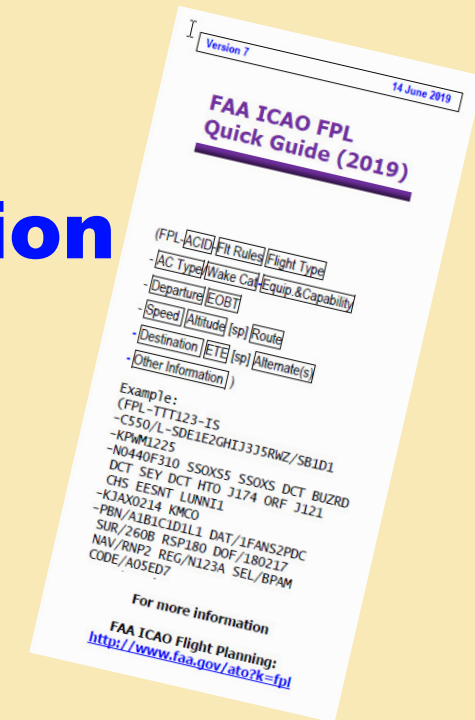 ion
Version 7
14 June 2019
FAA ICAO FPL
Quick Guide (2019)
(FPL-ACID-Flt Rules Flight Type
- AC Type/Wake Cat-Equip.&Capability
- Departure EOBT
- Speed Altitude [sp] Route
- Destination ETE [sp] Alternate(s)
- Other Information )
Example:
(FPL-TTT123-IS
-C550/L-SDE1E2GHIJ3J5RWZ/SB1D1
-KPWM1225
-N0440F310 SSOXS5 SSOXS DCT BUZRD
DCT SEY DCT HTO J174 ORF J121
CHS EESNT LUNNI1
-KJAX0214 KMCO
-PBN/A1B1C1D1L1 DAT/1FANS2PDC
SUR/260B RSP180 DOF/180217
NAV/RNP2 REG/N123A SEL/BPAM
CODE/A05ED7
For more information
FAA ICAO Flight Planning:
http://www.faa.gov/ato?k=fpl